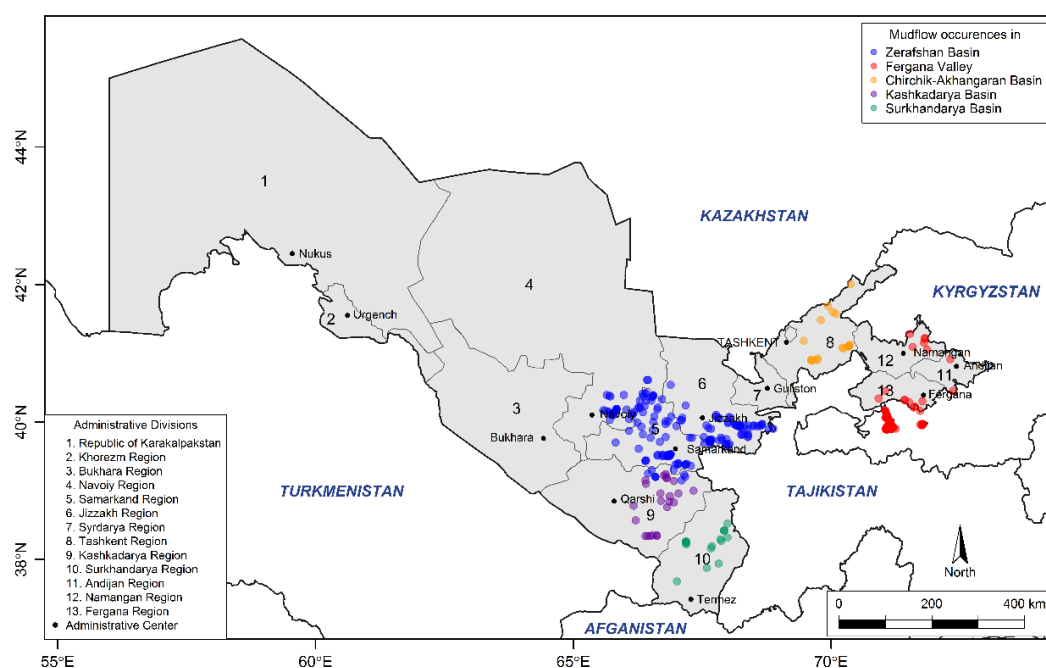 Mudflow occurences in
Zerafshan Basin
Fergana Valley
Chirchik-Akhangaran Basin
Kashkadarya Basin
Surkhandarya Basin
44°N
42°N
40°N
38°N
1
KAZAKHSTAN
Nukus
4
KYRGYZSTAN
2
Urgench
TASHKENT
8
Namangan
12
Andijan
11
6
7
Guliston
13
Fergana
3
Navoiy
Jizzakh
5
Bukhara
Samarkand
TURKMENISTAN
Qarshi
TAJIKISTAN
9
10
Termez
AFGANISTAN
North
0
200
400 km
Administrative Divisions
1. Republic of Karakalpakstan
2. Khorezm Region
3. Bukhara Region
4. Navoiy Region
5. Samarkand Region
6. Jizzakh Region
7. Syrdarya Region
8. Tashkent Region
9. Kashkadarya Region
10. Surkhandarya Region
11. Andijan Region
12. Namangan Region
13. Fergana Region
Administrative Center
55°E
60°E
65°E
70°E